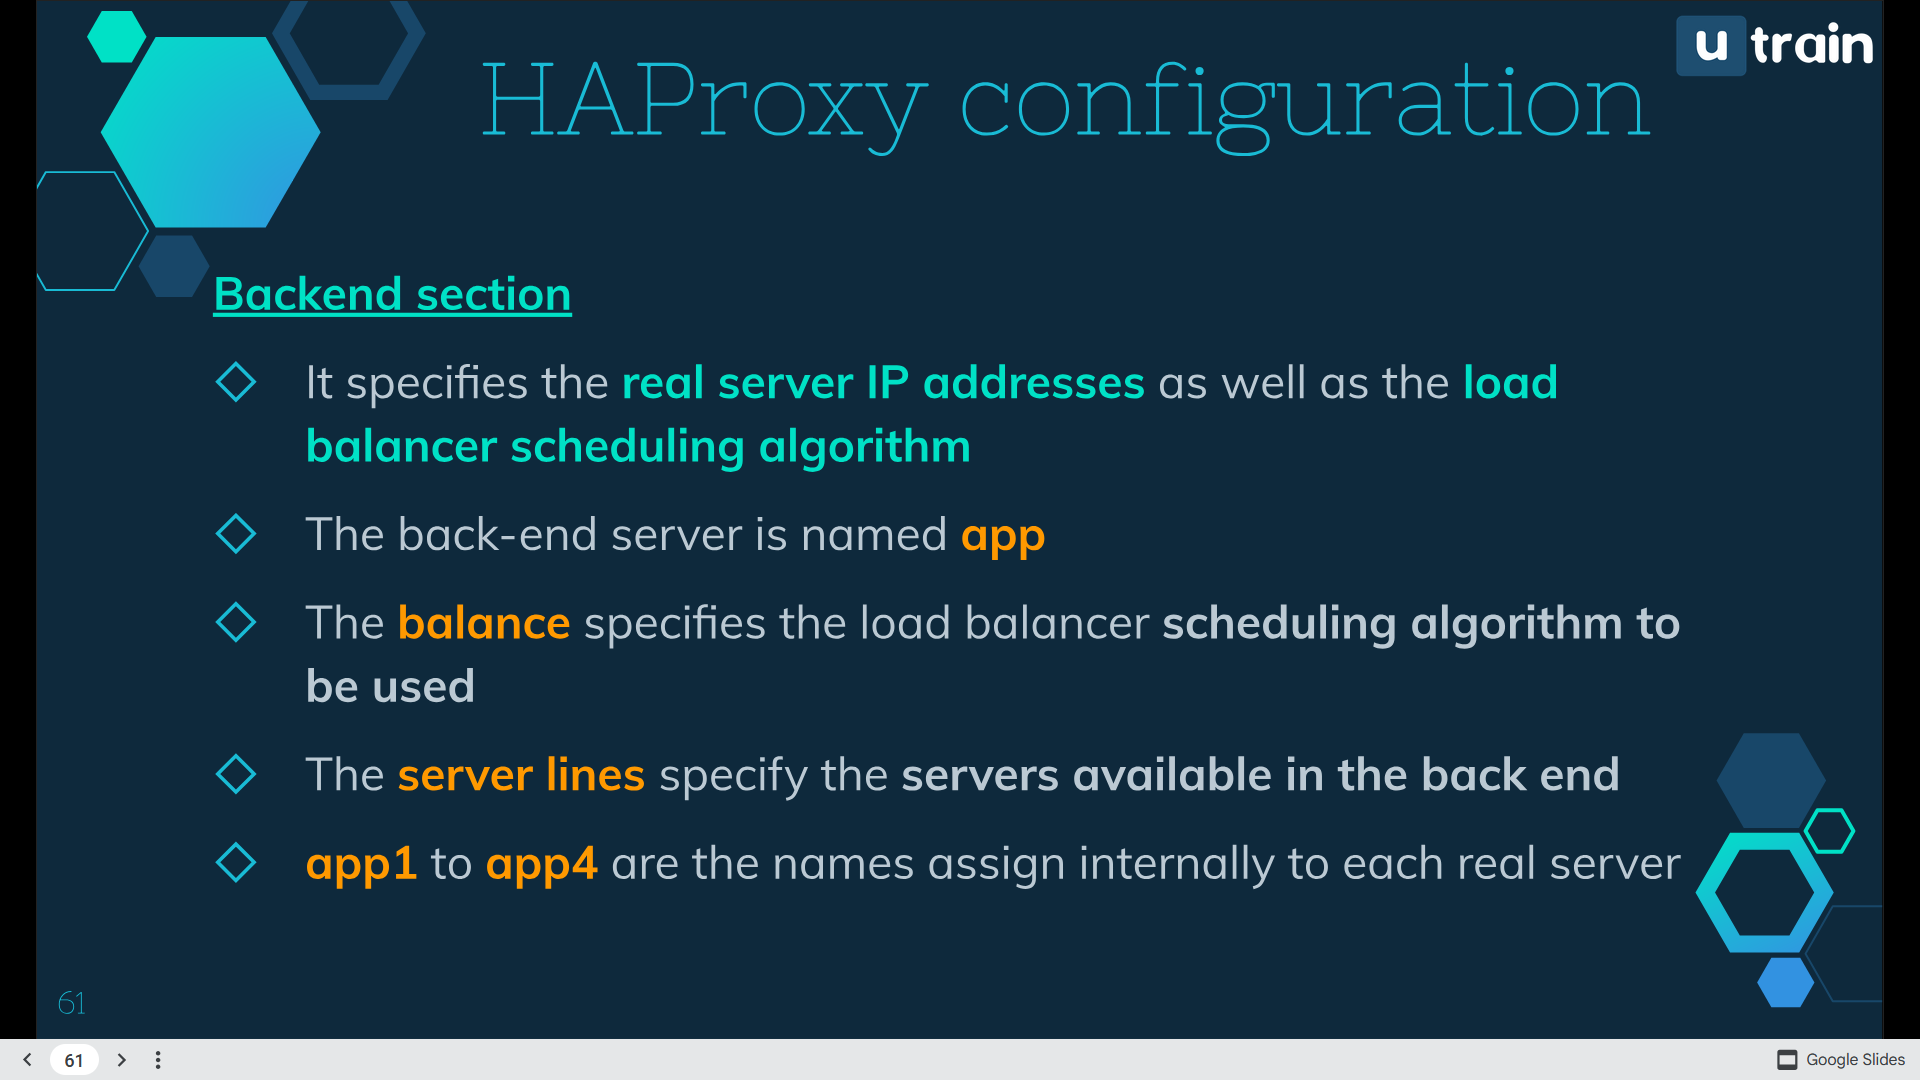 u train
HAProxy configuration
Backend section
It specifies the real server IP addresses as well as the load
balancer scheduling algorithm
The back-end server is named app
The balance specifies the load balancer scheduling algorithm to
be used
The server lines specify the servers available in the back end
app1 to app4 are the names assign internally to each real server
61
61
Google Slides